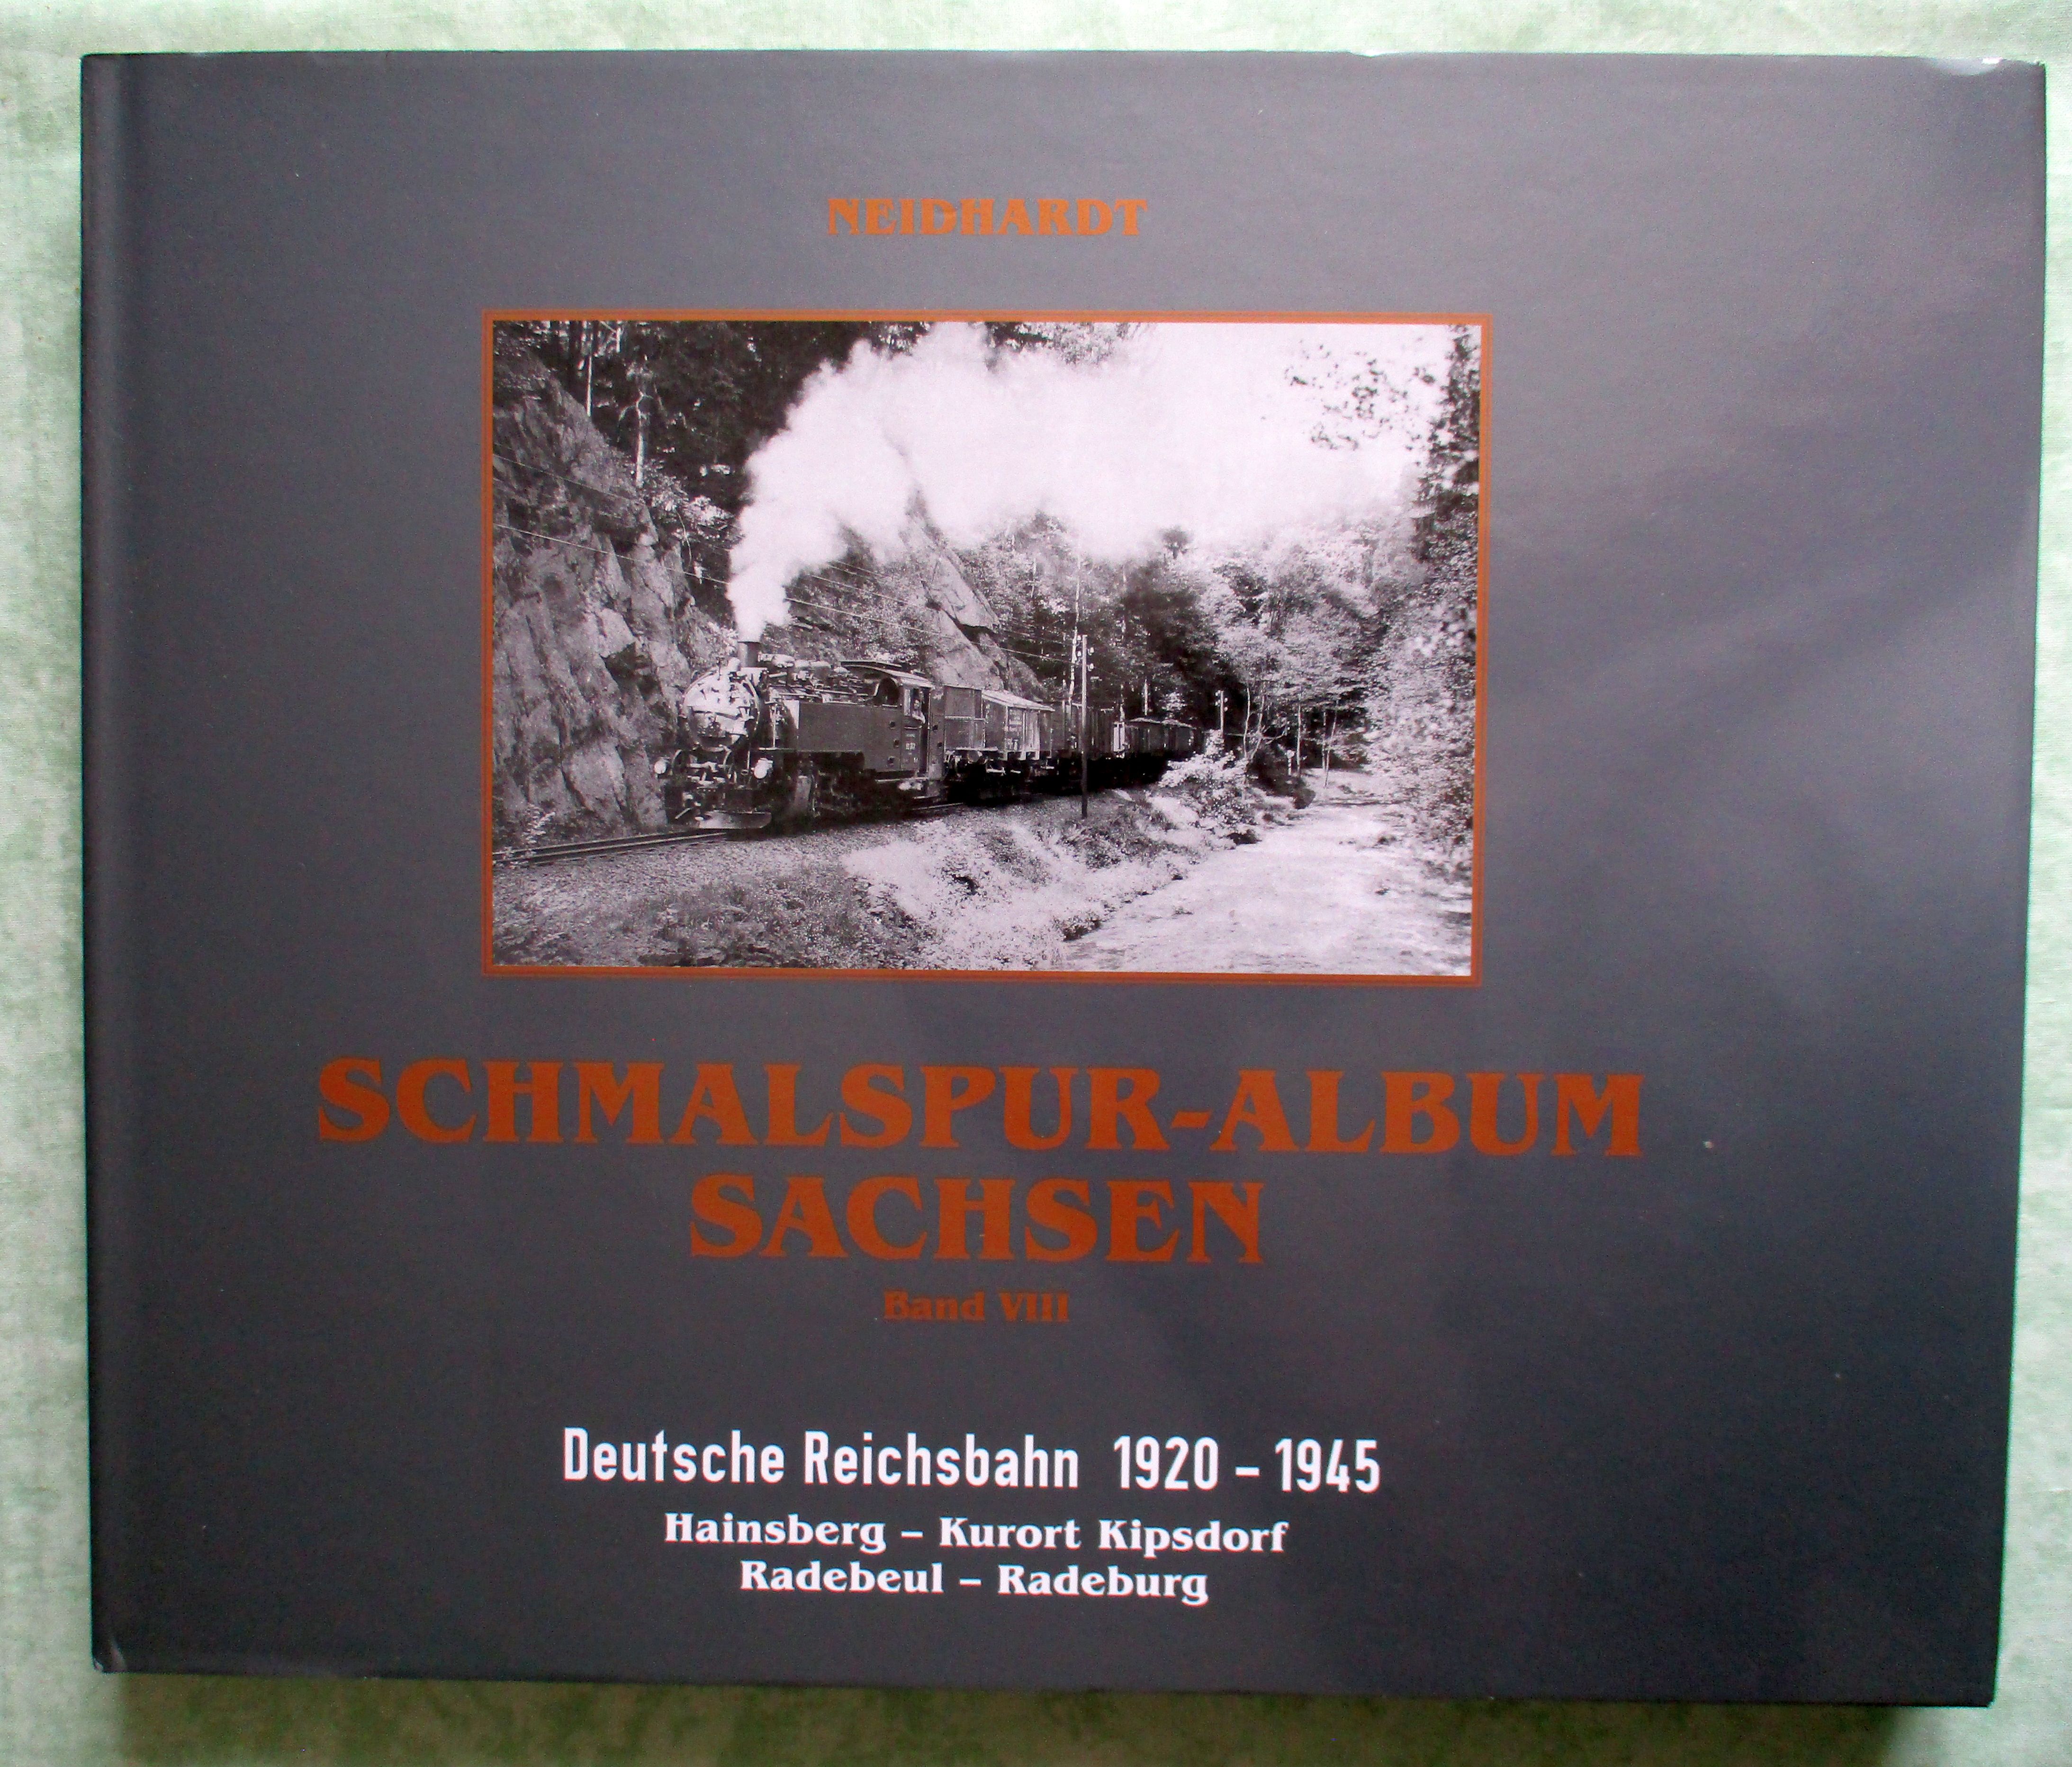 NEIDHARDT
SCHMALSPUR-ALBUM
SACHSEN
Band VIII
Deutsche Reichsbahn 1920 – 1945
Hainsberg – Kurort Kipsdorf
Radebeul – Radeburg